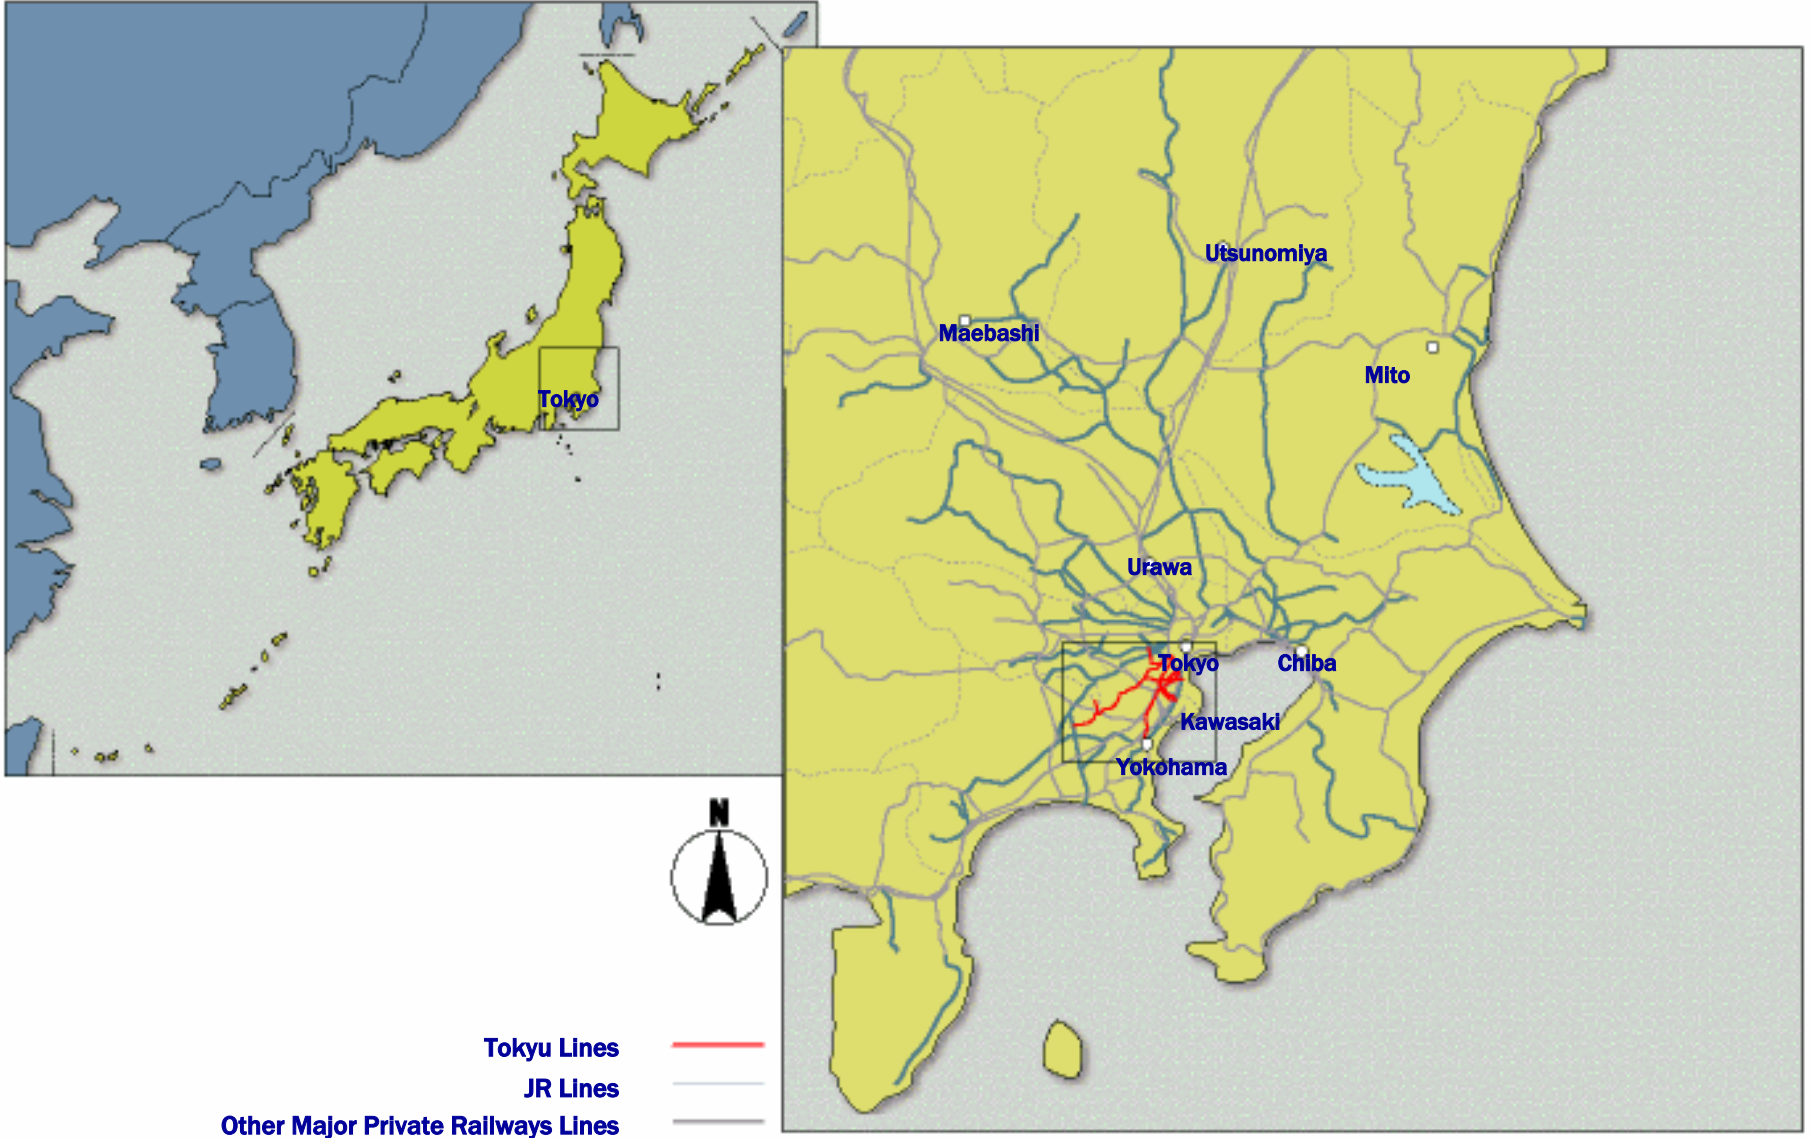 Tokyo
Utsunomiya
Maebashi
Mito
Urawa
Tokyo
Chiba
Kawasaki
Yokohama
N
Tokyu Lines
JR Lines
Other Major Private Railways Lines